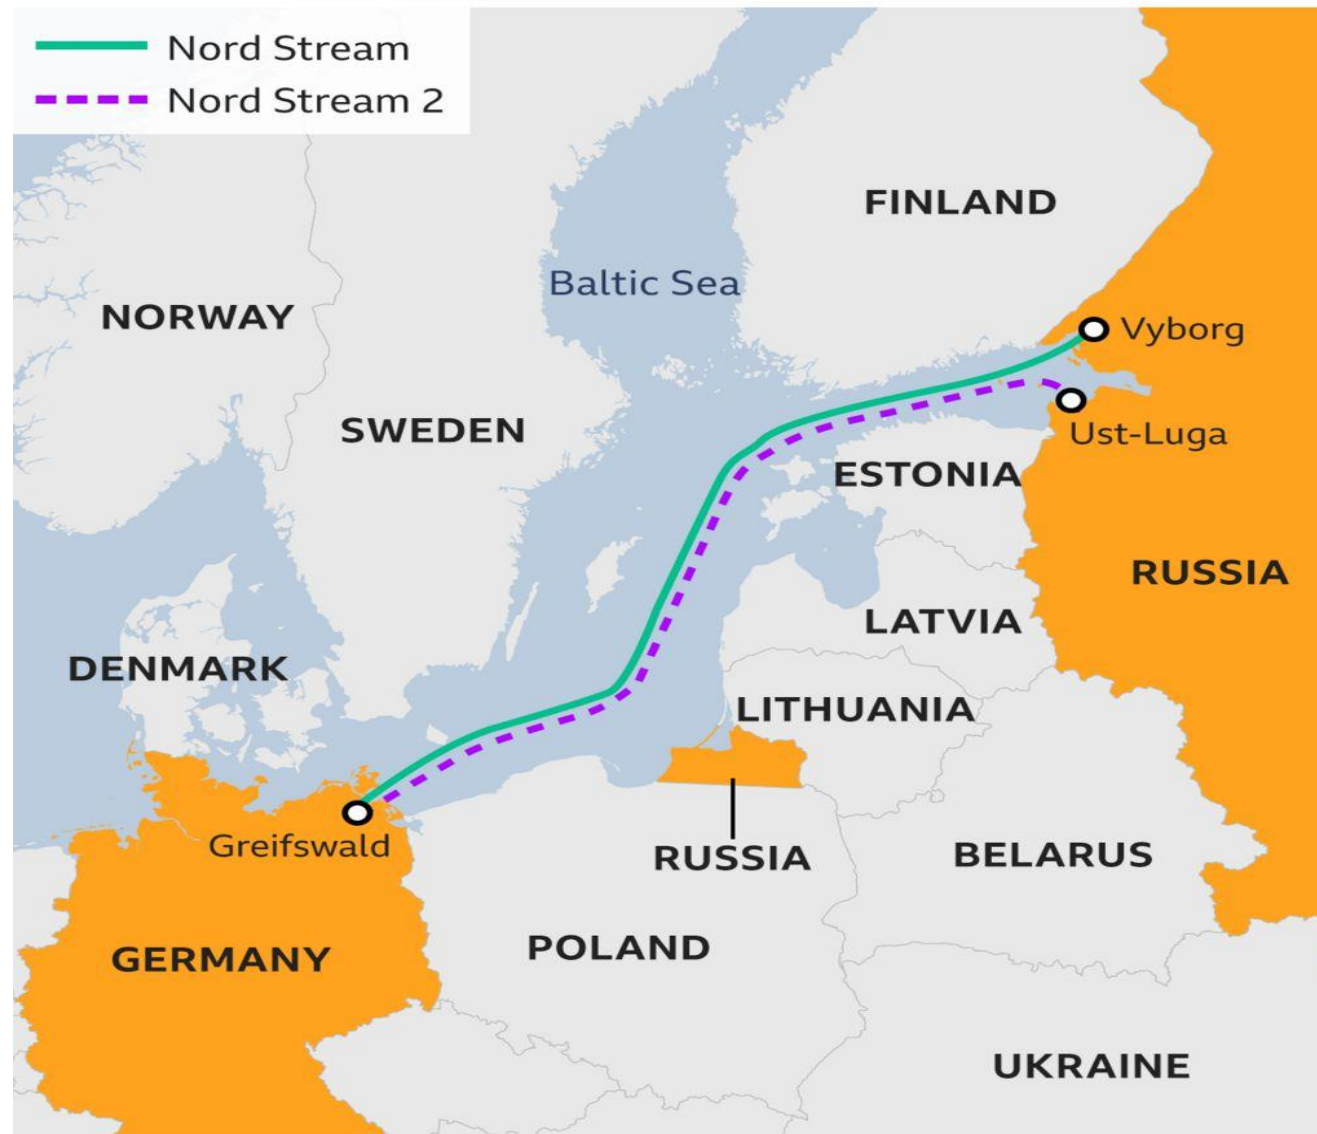 Nord Stream
Nord Stream 2
FINLAND
Baltic Sea
NORWAY
Vyborg
SWEDEN
Ust-Luga
ESTONIA
RUSSIA
LATVIA
DENMARK
LITHUANIA
Greifswald
RUSSIA
BELARUS
GERMANY
POLAND
UKRAINE